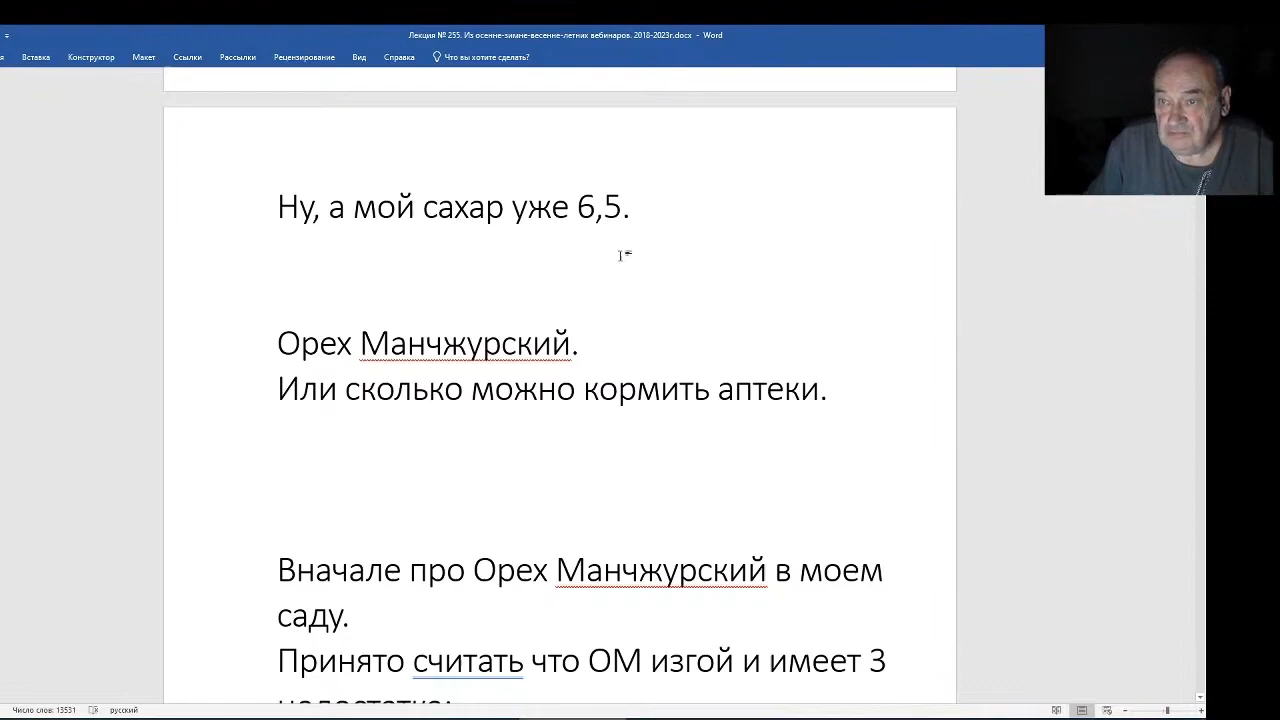 Лекция № 255. Из осенне-зимне-весенне-летних вебинаров. 2018-2023г.docx - Word
Вставка Конструктор Макет Ссылки Рассылки Рецензирование Вид Справка Что вы хотите сделать?
Ну, а мой сахар уже 6,5.
Орех Манчжурский.
Или сколько можно кормить аптеки.
Вначале про Орех Манчжурский в моем
саду.
Принято считать что ОМ изгой и имеет 3
Число слов: 13531 русский